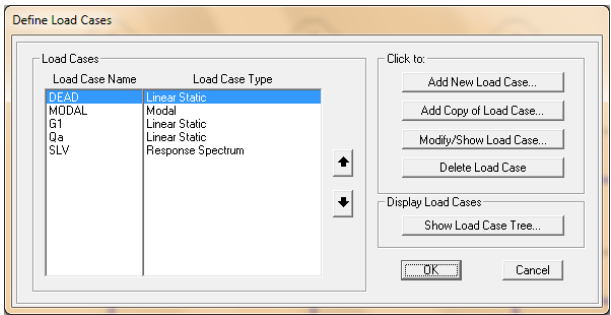 Define Load Cases
Load Cases
Load Case Name Load Case Type
DEAD Linear Static
MODAL Modal
G1 Linear Static
Qa Linear Static
SLV Response Spectrum
Click to:
Add New Load Case...
Add Copy of Load Case...
Modify/Show Load Case...
Delete Load Case
Display Load Cases
Show Load Case Tree...
OK Cancel